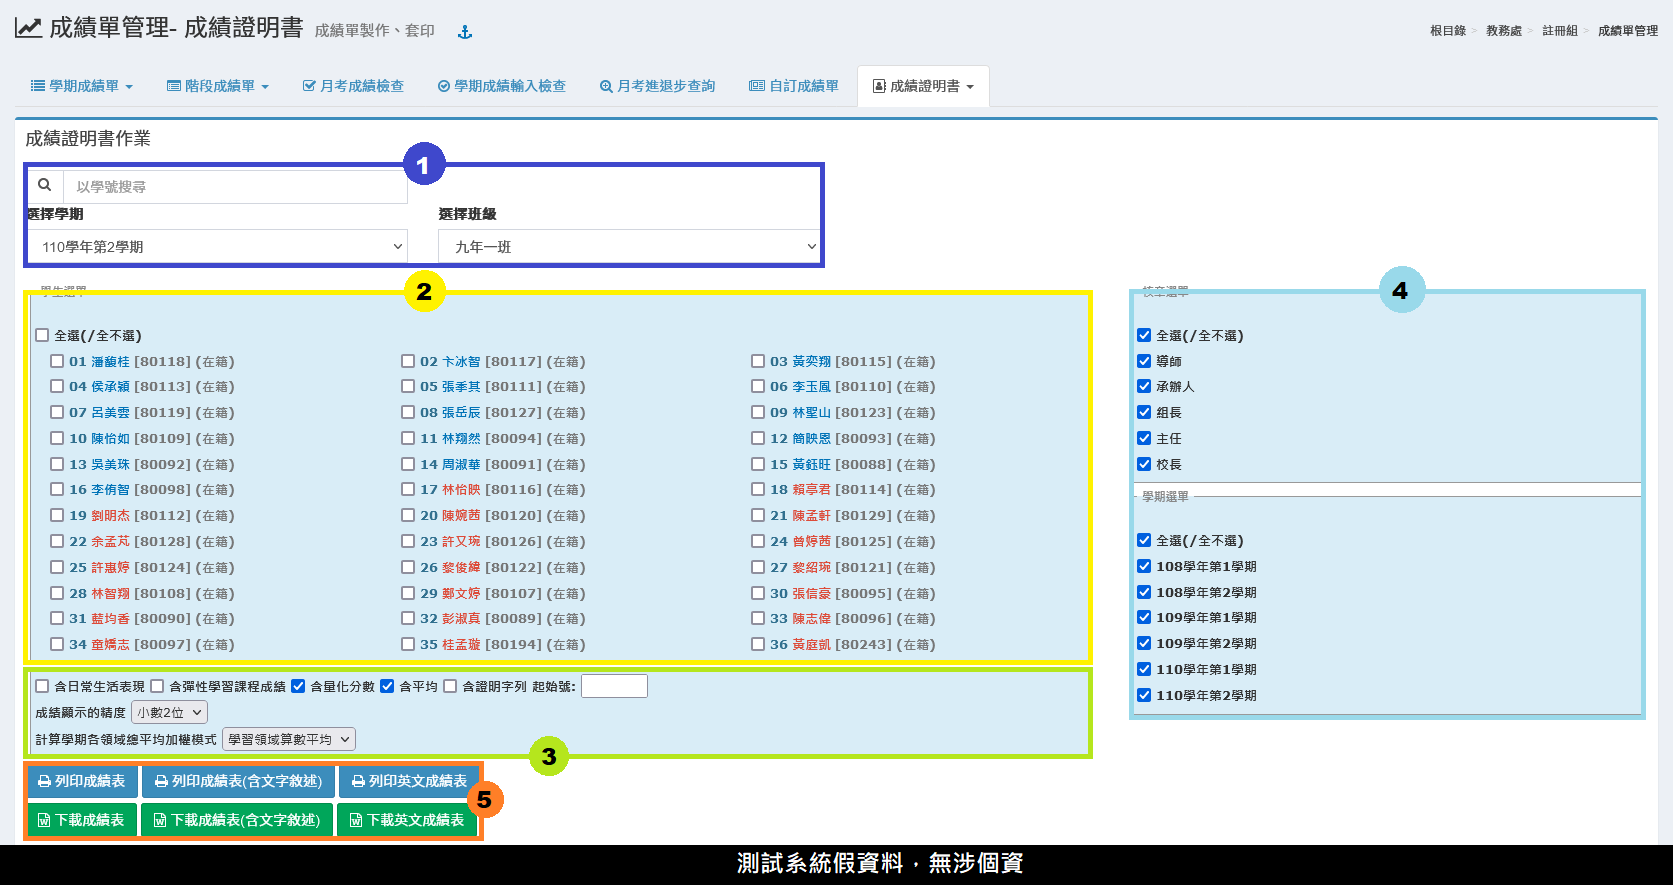 成績單管理- 成績證明書 成績單製作、套印
根目錄 > 教務處 > 註冊組 > 成績單管理
學期成績單 階段成績單 月考成績檢查 學期成績輸入檢查 月考進退步查詢 自訂成績單 成績證明書
成績證明書作業
1
以學號搜尋
選擇學期 選擇班級
110學年第2學期 九年一班
學生選單
2
全選(/全不選)
01 潘馥桂 [80118] (在籍) 02 卞冰智 [80117] (在籍) 03 黃奕翔 [80115] (在籍)
04 侯承穎 [80113] (在籍) 05 張季其 [80111] (在籍) 06 李玉鳳 [80110] (在籍)
07 呂美雲 [80119] (在籍) 08 張岳辰 [80127] (在籍) 09 林聖山 [80123] (在籍)
10 陳怡如 [80109] (在籍) 11 林翔然 [80094] (在籍) 12 簡映恩 [80093] (在籍)
13 吳美珠 [80092] (在籍) 14 周淑華 [80091] (在籍) 15 黃鈺旺 [80088] (在籍)
16 李侑智 [80098] (在籍) 17 林怡映 [80116] (在籍) 18 賴亭君 [80114] (在籍)
19 劉明杰 [80112] (在籍) 20 陳婉茜 [80120] (在籍) 21 陳孟軒 [80129] (在籍)
22 余孟芃 [80128] (在籍) 23 許又琬 [80126] (在籍) 24 曾婷茜 [80125] (在籍)
25 許惠婷 [80124] (在籍) 26 黎俊緯 [80122] (在籍) 27 黎紹琬 [80121] (在籍)
28 林智翔 [80108] (在籍) 29 鄭文婷 [80107] (在籍) 30 張信豪 [80095] (在籍)
31 藍均香 [80090] (在籍) 32 彭淑真 [80089] (在籍) 33 陳志偉 [80096] (在籍)
34 童嬌志 [80097] (在籍) 35 桂孟璇 [80194] (在籍) 36 黃庭凱 [80243] (在籍)
含日常生活表現 含彈性學習課程成績 含量化分數 含平均 含證明字列 起始號:
成績顯示的精度 小數2位
計算學期各領域總平均加權模式 學習領域算數平均
3
列印成績表 列印成績表(含文字敘述) 列印英文成績表
5
下載成績表 下載成績表(含文字敘述) 下載英文成績表
核章選單
4
全選(/全不選)
導師
承辦人
組長
主任
校長
學期選單
全選(/全不選)
108學年第1學期
108學年第2學期
109學年第1學期
109學年第2學期
110學年第1學期
110學年第2學期
測試系統假資料，無涉個資